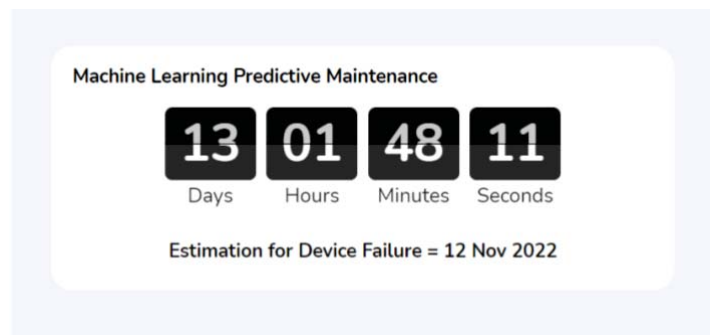 Machine Learning Predictive Maintenance
13 01 48 11
Days Hours Minutes Seconds
Estimation for Device Failure = 12 Nov 2022